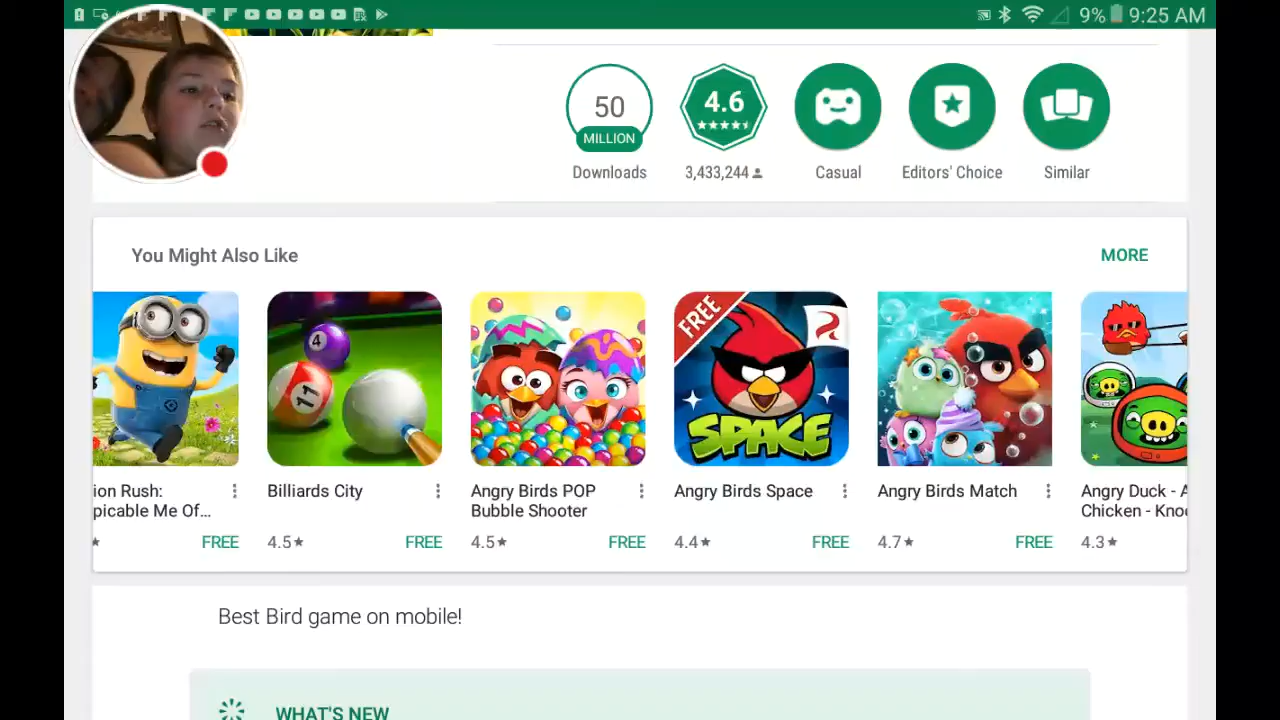 9% 9:25 AM
50
MILLION
Downloads
4.6
3,433,244
Casual
Editors' Choice
Similar
You Might Also Like
MORE
ion Rush:
picable Me Of...
FREE
4
11
Billiards City
4.5
FREE
Angry Birds POP
Bubble Shooter
4.5
FREE
FREE
SPACE
Angry Birds Space
4.4
FREE
Angry Birds Match
4.7
FREE
Angry Duck - A
Chicken - Kno
4.3
Best Bird game on mobile!
WHAT'S NEW